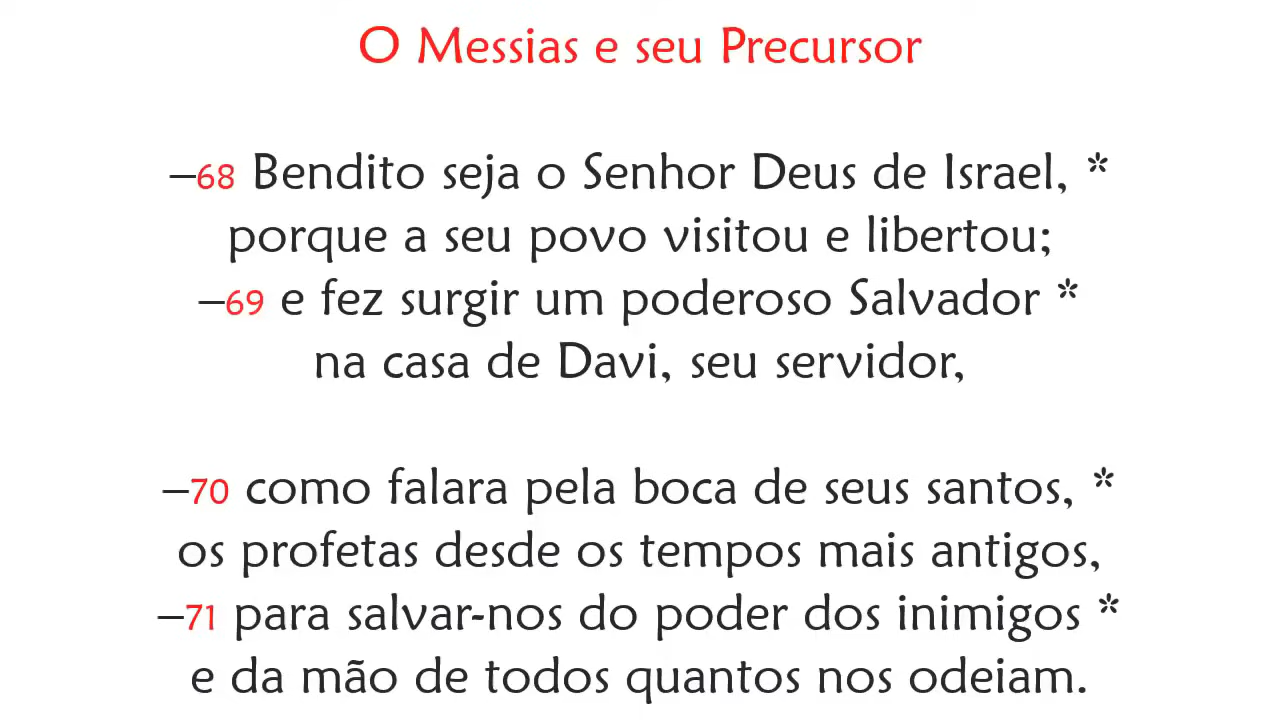 O Messias e seu Precursor
–68 Bendito seja o Senhor Deus de Israel, *
porque a seu povo visitou e libertou;
–69 e fez surgir um poderoso Salvador *
na casa de Davi, seu servidor,
–70 como falara pela boca de seus santos, *
os profetas desde os tempos mais antigos,
–71 para salvar-nos do poder dos inimigos *
e da mão de todos quantos nos odeiam.